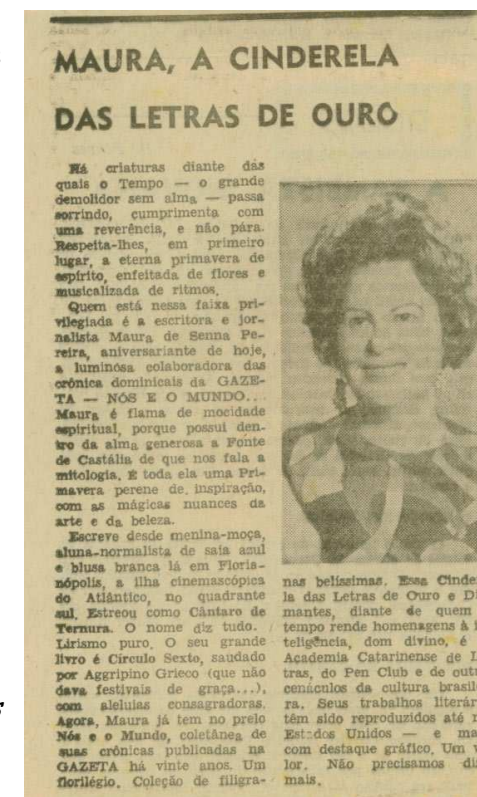 MAURA, A CINDERELA
DAS LETRAS DE OURO
Há criaturas diante das
quais o Tempo — o grande
demolidor sem alma — passa
sorrindo, cumprimenta com
uma reverência, e não pára.
Respeita-lhes, em primeiro
lugar, a eterna primavera de
espírito, enfeitada de flores e
musicalizada de ritmos.
Quem está nessa faixa pri-
vilegiada é a escritora e jor-
nalista Maura de Senna Pe-
reira, aniversariante de hoje,
a luminosa colaboradora das
crônica dominicais da GAZE-
TA — NÓS E O MUNDO...
Maura é flama de mocidade
espiritual, porque possui den-
tro da alma generosa a Fonte
de Castália de que nos fala a
mitologia. E toda ela uma Pri-
mavera perene de. inspiração,
com as mágicas nuances da
arte e da beleza.
Escreve desde menina-moça,
aluna-normalista de saia azul
e blusa branca lá em Floria-
nópolis, a ilha cinemascópica
do Atlântico, no quadrante
sul. Estreou como Cântaro de
Ternura. O nome diz tudo.
Lirismo puro. O seu grande
livro é Círculo Sexto, saudado
por Aggripino Grieco (que não
dava festivais de graça...),
com aleluias consagradoras.
Agora, Maura já tem no prelo
Nós e o Mundo, coletânea de
suas crônicas publicadas na
GAZETA há vinte anos. Um
florilégio. Coleção de filigra-
nas belíssimas. Essa Cinder
la das Letras de Ouro e Di
mantes, diante de quem
tempo rende homenagens à i
teligência, dom divino, é
Academia Catarinense de L
tras, do Pen Club e de outr
cenáculos da cultura brasile
ra. Seus trabalhos literár
têm sido reproduzidos até n
Estados Unidos — e ma
com destaque gráfico. Um v
lor. Não precisamos diz
mais.